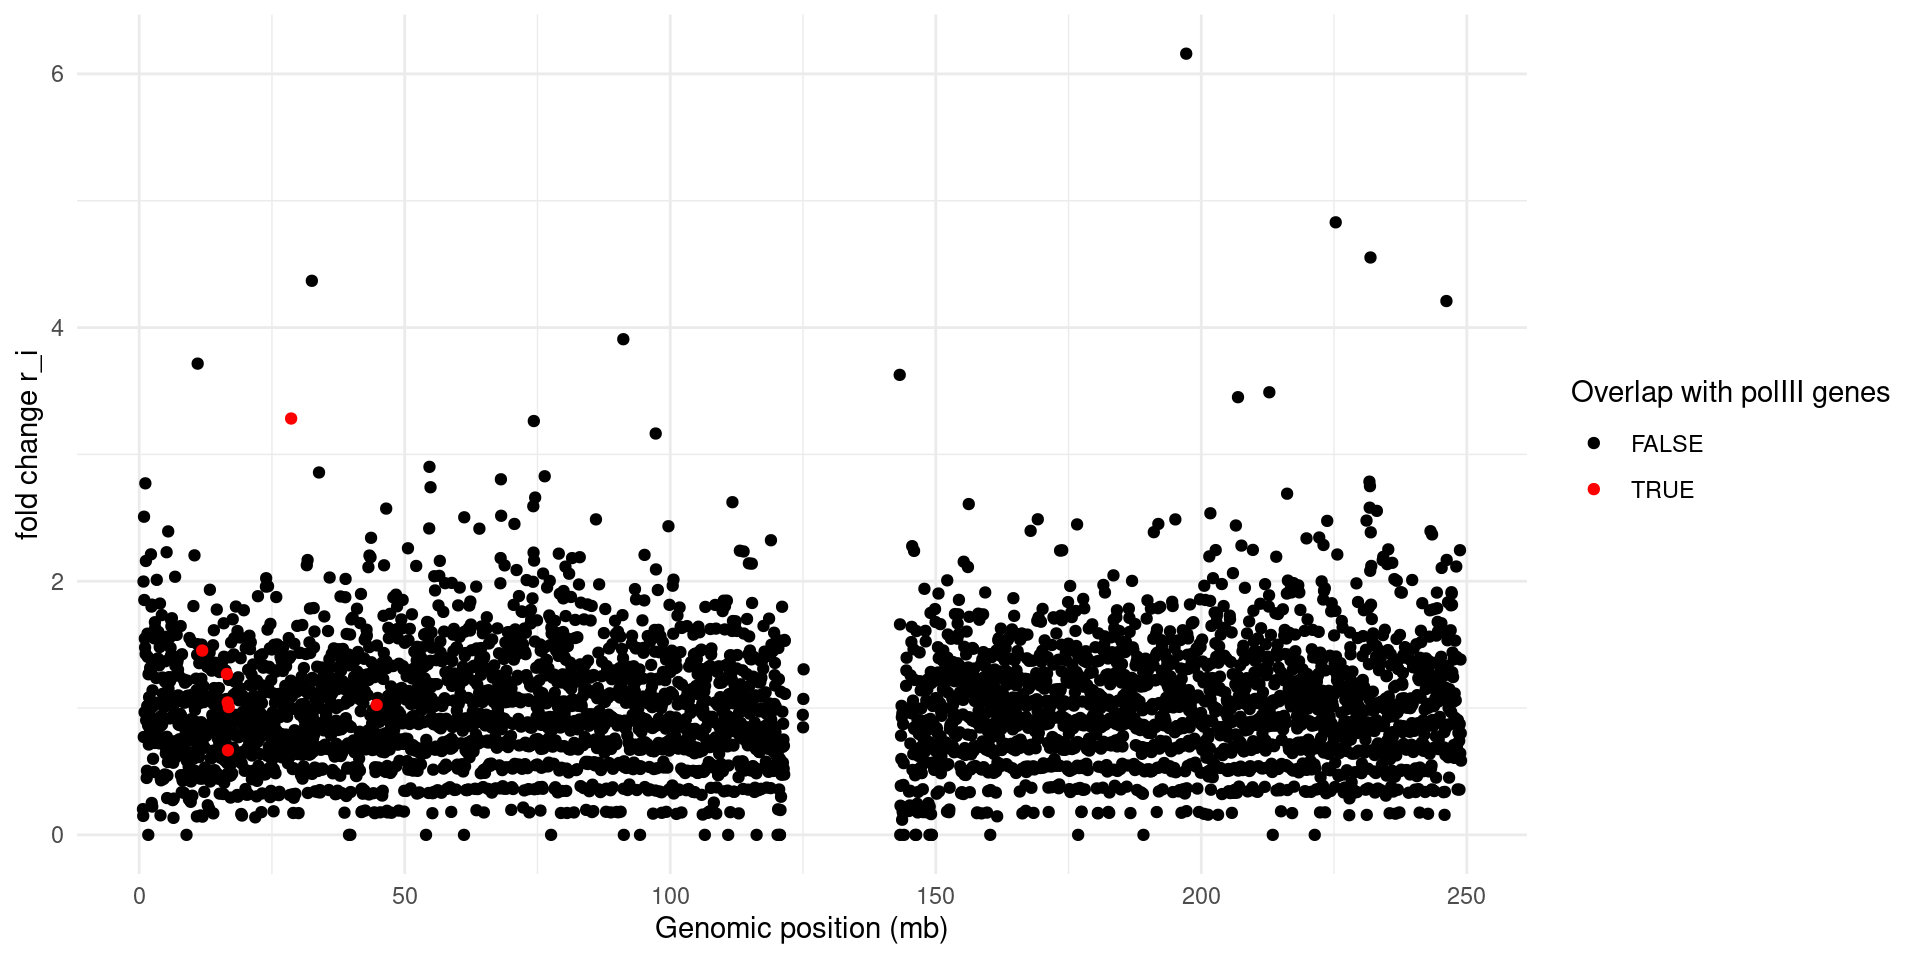 6
4
2
0
fold change r_i
0
50
100
150
200
250
Genomic position (mb)
Overlap with polIII genes
FALSE
TRUE